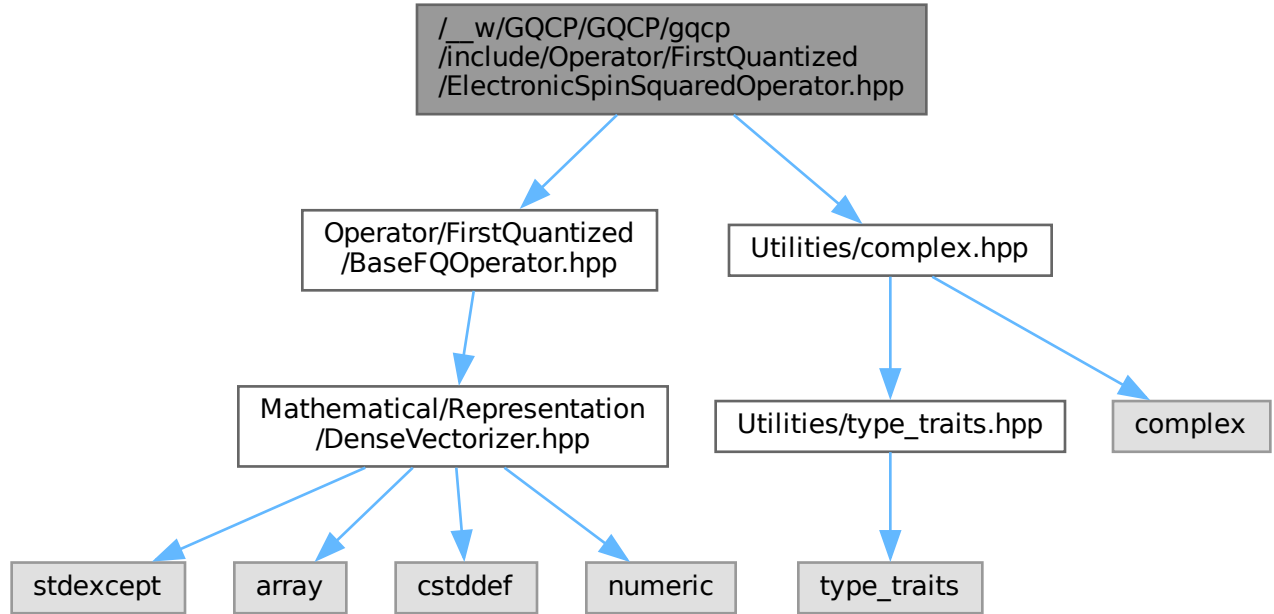 /__w/GQCP/GQCP/gqcp
/include/Operator/FirstQuantized
/ElectronicSpinSquaredOperator.hpp
Operator/FirstQuantized
/BaseFQOperator.hpp
Utilities/complex.hpp
Mathematical/Representation
/DenseVectorizer.hpp
Utilities/type_traits.hpp
complex
stdexcept
array
cstddef
numeric
type_traits